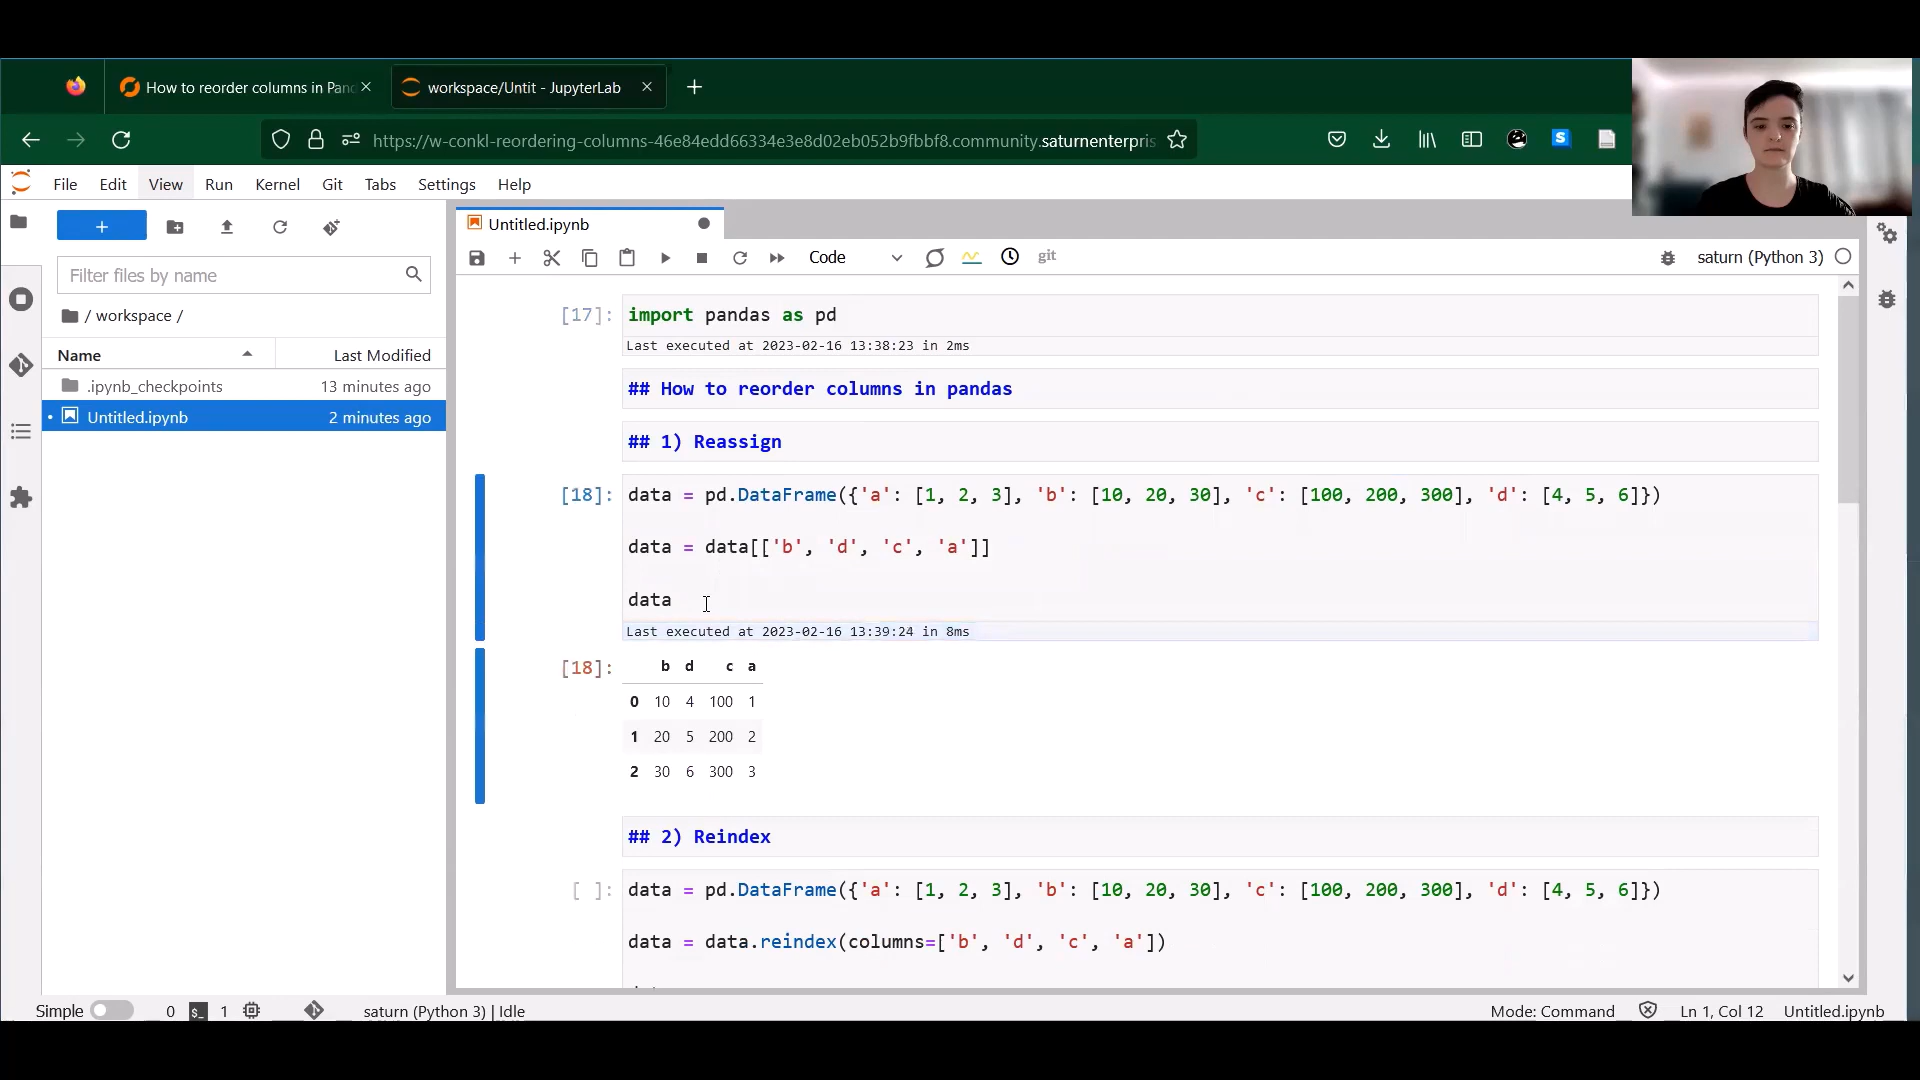 How to reorder columns in Pan
workspace/Untit - JupyterLab
https://w-conkl-reordering-columns-46e84edd66334e3e8d02eb052b9fbbf8.community.saturnenterpris
S
File Edit View Run Kernel Git Tabs Settings Help
+
Filter files by name
/ workspace /
Name Last Modified
.ipynb_checkpoints 13 minutes ago
Untitled.ipynb 2 minutes ago
Untitled.ipynb
Code
git
saturn (Python 3)
[17]:
import pandas as pd
Last executed at 2023-02-16 13:38:23 in 2ms
## How to reorder columns in pandas
## 1) Reassign
[18]:
data = pd.DataFrame({'a': [1, 2, 3], 'b': [10, 20, 30], 'c': [100, 200, 300], 'd': [4, 5, 6]})
data = data[['b', 'd', 'c', 'a']]
data
Last executed at 2023-02-16 13:39:24 in 8ms
[18]:
b d c a
0 10 4 100 1
1 20 5 200 2
2 30 6 300 3
## 2) Reindex
[ ]:
data = pd.DataFrame({'a': [1, 2, 3], 'b': [10, 20, 30], 'c': [100, 200, 300], 'd': [4, 5, 6]})
data = data.reindex(columns=['b', 'd', 'c', 'a'])
Simple 0 $_ 1 saturn (Python 3) | Idle
Mode: Command Ln 1, Col 12 Untitled.ipynb